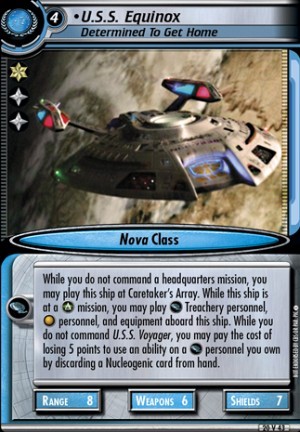 4
•U.S.S. Equinox
Determined To Get Home
Nova Class
While you do not command a headquarters mission, you
may play this ship at Caretaker's Array. While this ship is
at a mission, you may play Treachery personnel,
personnel, and equipment aboard this ship. While you
do not command U.S.S. Voyager, you may pay the cost of
losing 5 points to use an ability on a personnel you own
by discarding a Nucleogenic card from hand.
RANGE 8
WEAPONS 6
SHIELDS 7